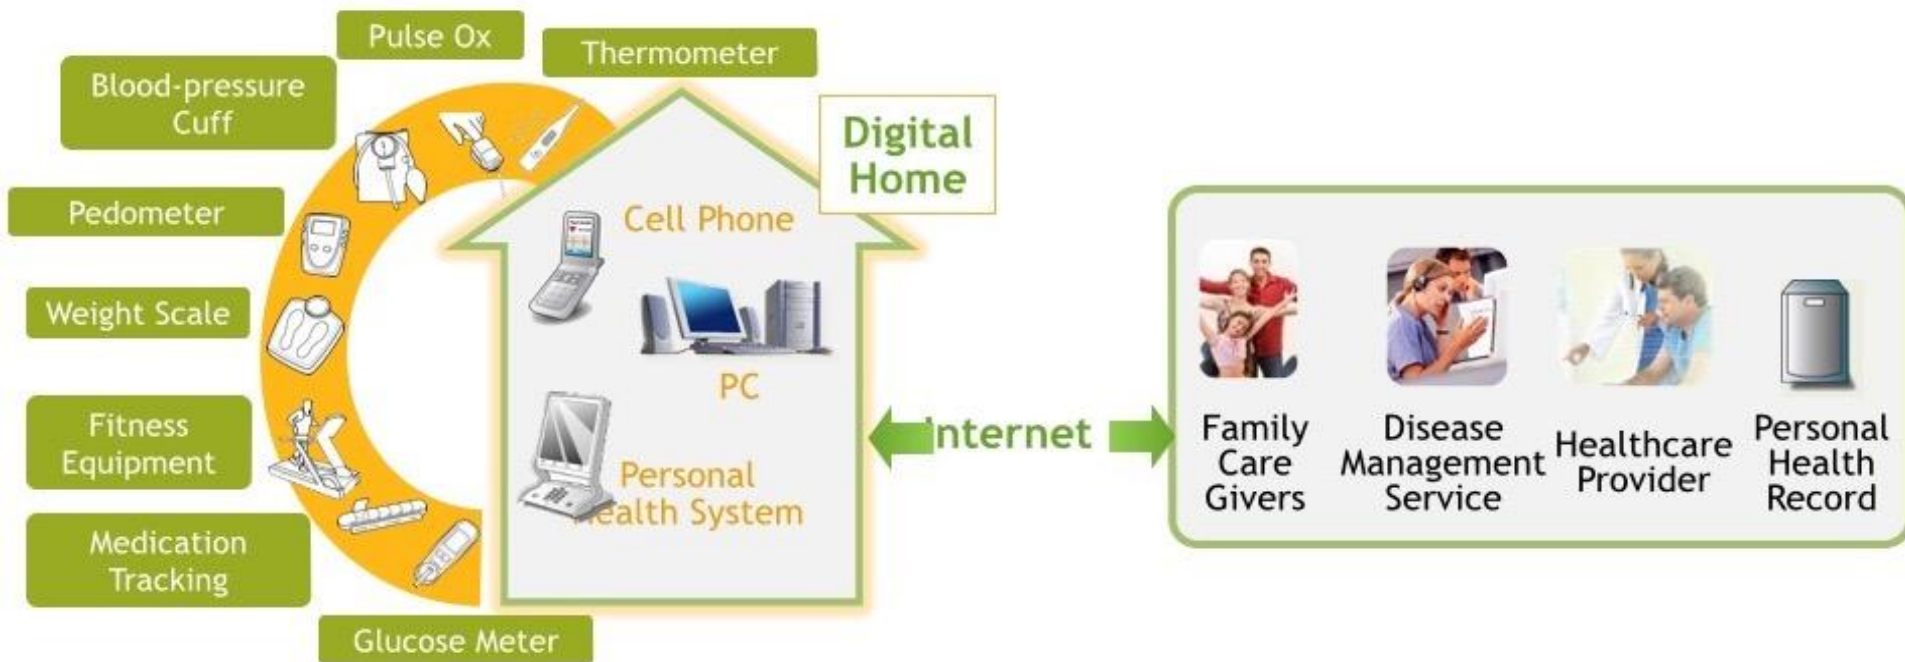 Pulse Ox
Thermometer
Blood-pressure
Cuff
Digital
Home
Pedometer
Cell Phone
Weight Scale
PC
Fitness
Equipment
Internet
Family
Care
Givers
Disease
Management
Service
Healthcare
Provider
Personal
Health
Record
Personal
Health System
Medication
Tracking
Glucose Meter